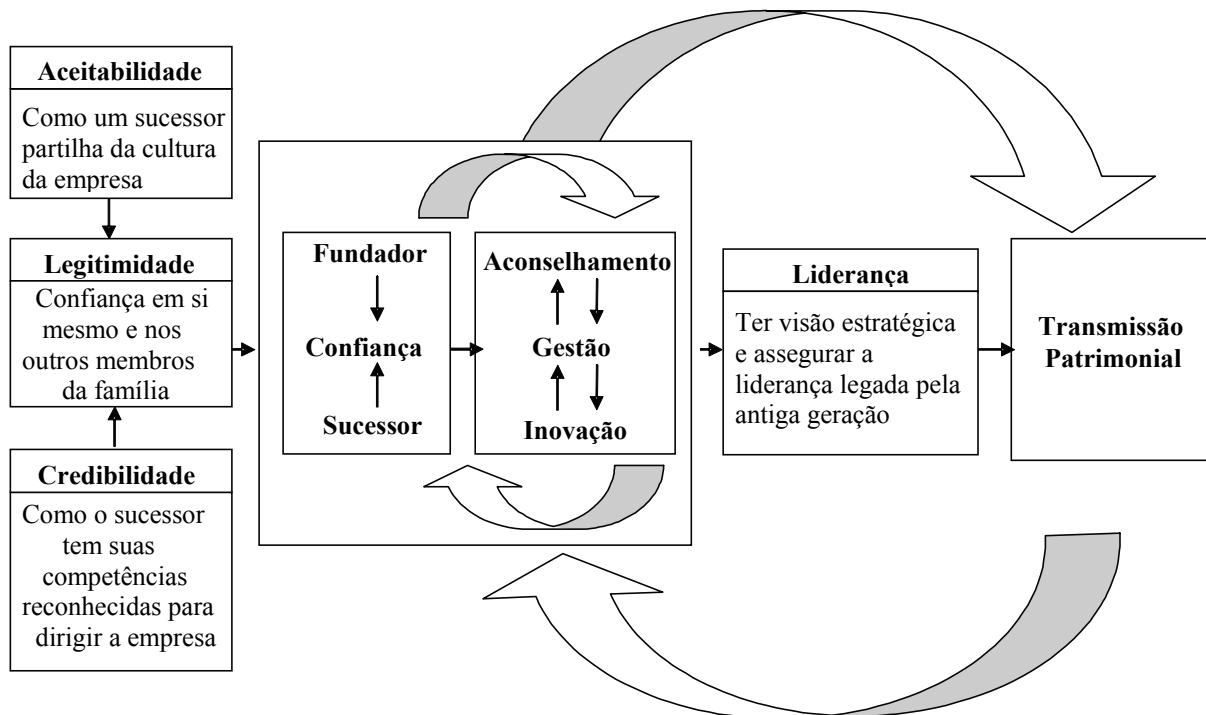 Aceitabilidade
Como um sucessor
partilha da cultura
da empresa
Legitimidade
Confiança em si
mesmo e nos
outros membros
da família
Credibilidade
Como o sucessor
tem suas
competências
reconhecidas para
dirigir a empresa
Fundador
Confiança
Sucessor
Aconselhamento
Gestão
Inovação
Liderança
Ter visão estratégica
e assegurar a
liderança legada pela
antiga geração
Transmissão
Patrimonial